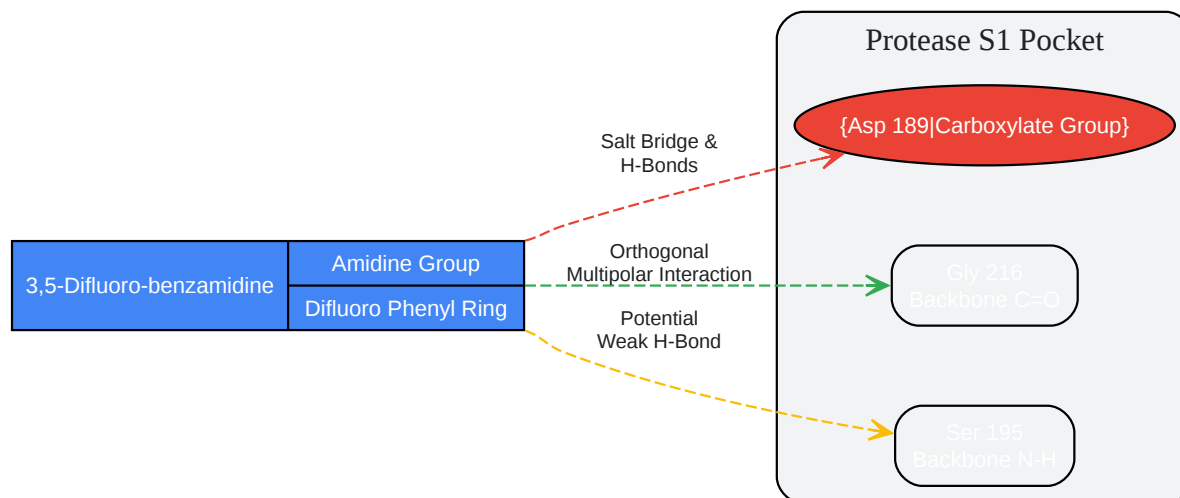 Protease S1 Pocket
{Asp 189|Carboxylate Group}
Salt Bridge &
H-Bonds
3,5-Difluoro-benzamidine
Amidine Group
Difluoro Phenyl Ring
Orthogonal
Multipolar Interaction
Gly 216
Backbone C=O
Potential
Weak H-Bond
Ser 195
Backbone N-H